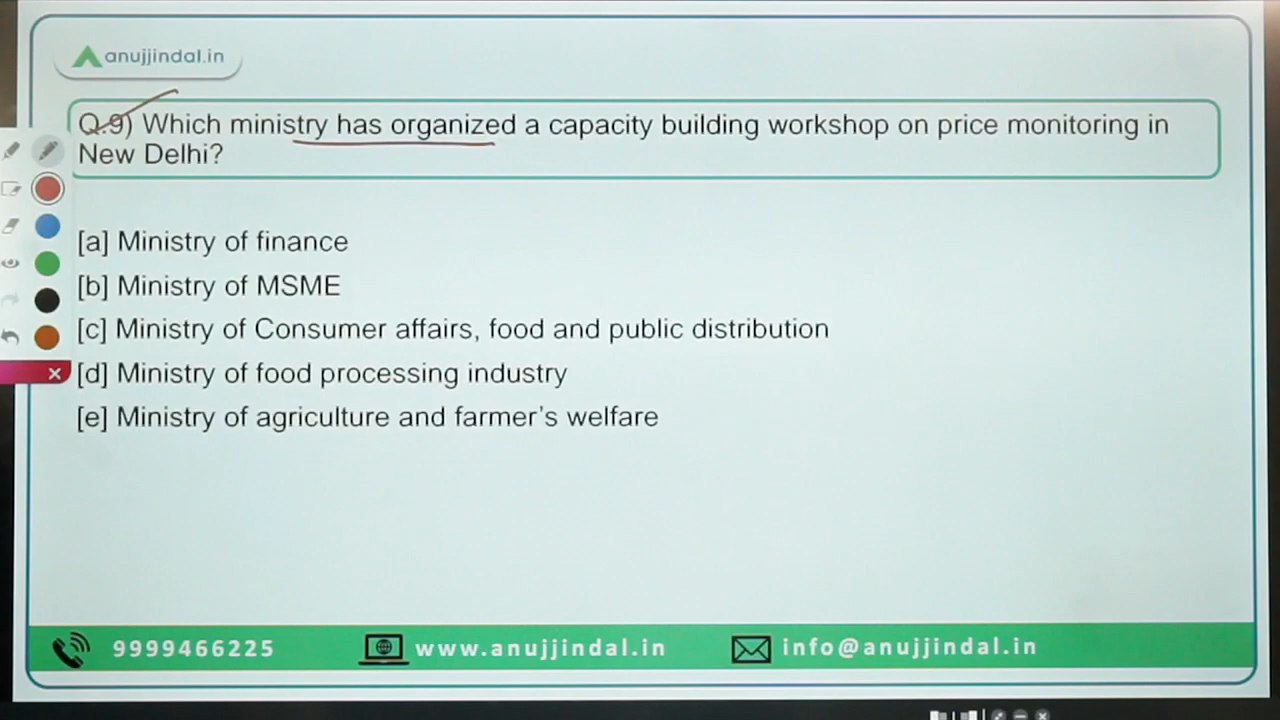 anujjindal.in
Q.9) Which ministry has organized a capacity building workshop on price monitoring in
New Delhi?
[a] Ministry of finance
[b] Ministry of MSME
[c] Ministry of Consumer affairs, food and public distribution
[d] Ministry of food processing industry
[e] Ministry of agriculture and farmer's welfare
9999466225 www.anujjindal.in info@anujjindal.in